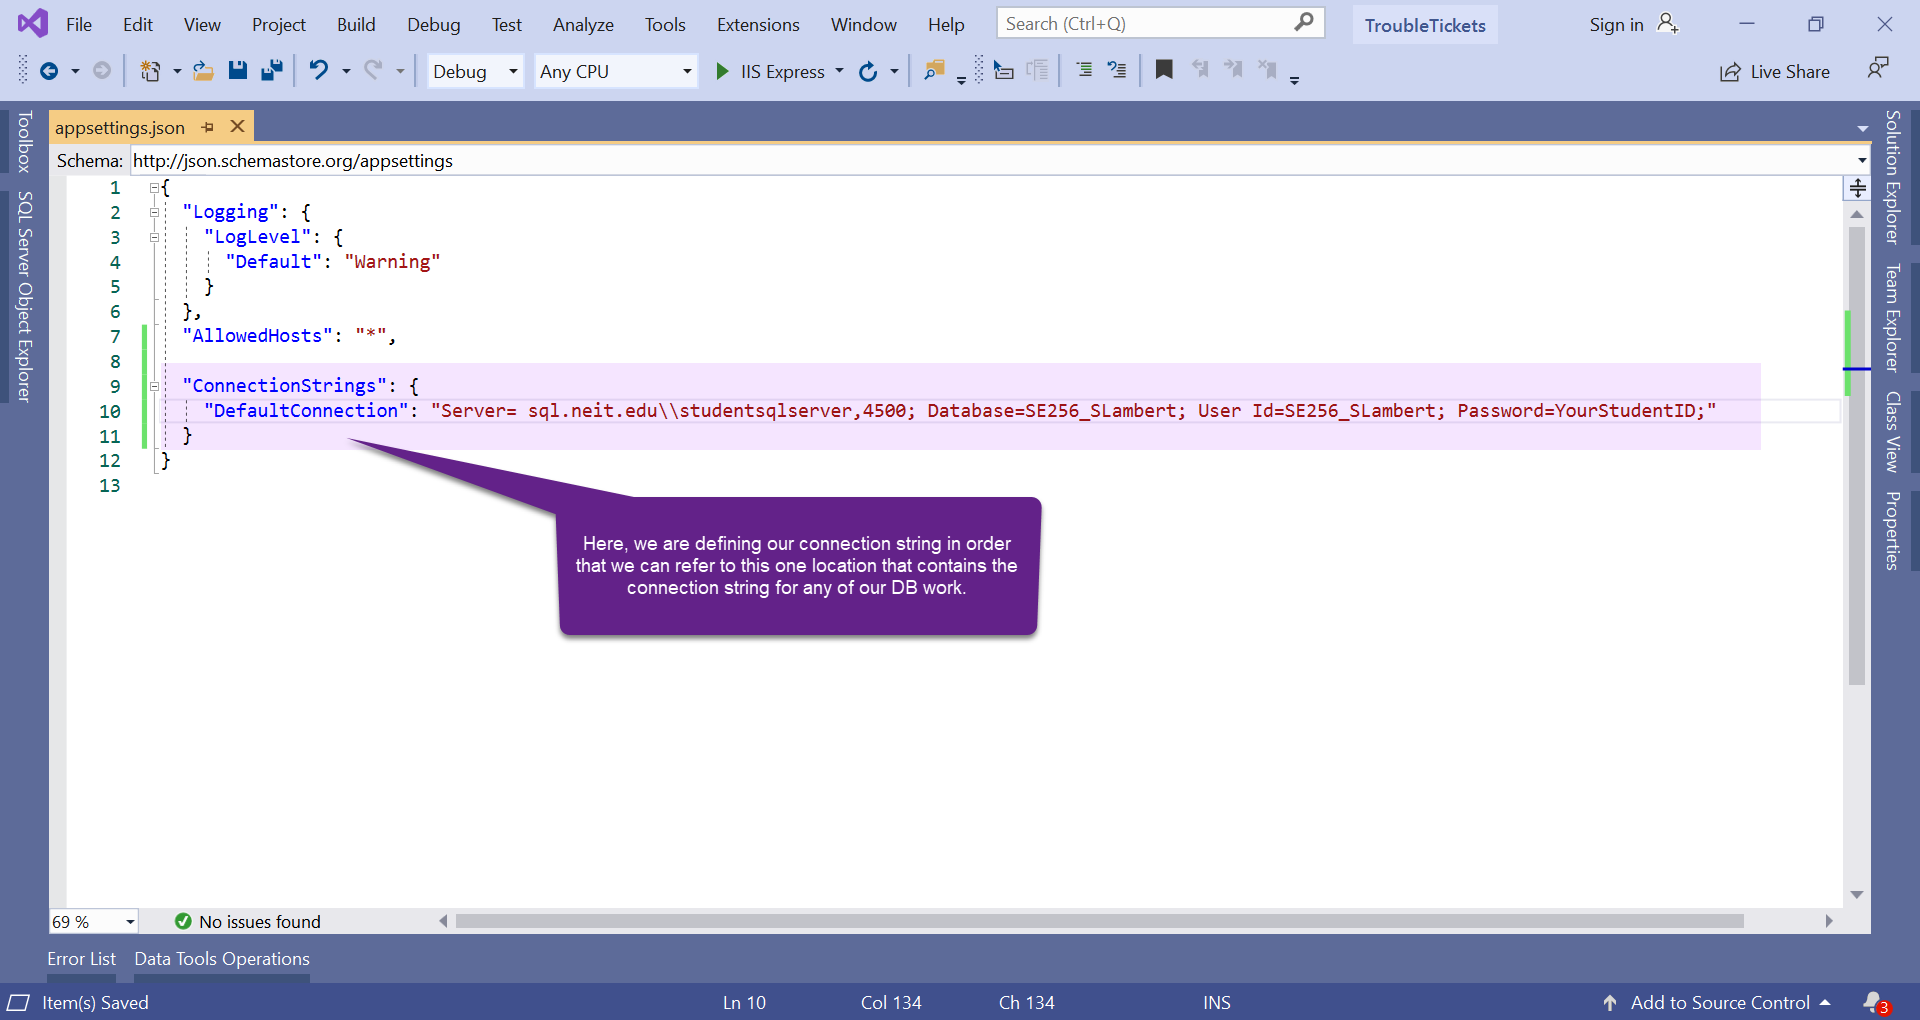 File Edit View Project Build Debug Test Analyze Tools Extensions Window Help Search (Ctrl+Q) TroubleTickets Sign in
Debug Any CPU IIS Express Live Share
appsettings.json
Schema: http://json.schemastore.org/appsettings
1 {
2 "Logging": {
3 "LogLevel": {
4 "Default": "Warning"
5 }
6 },
7 "AllowedHosts": "*",
8
9 "ConnectionStrings": {
10 "DefaultConnection": "Server= sql.neit.edu\\studentsqlserver,4500; Database=SE256_SLambert; User Id=SE256_SLambert; Password=YourStudentID;"
11 }
12 }
13
Here, we are defining our connection string in order
that we can refer to this one location that contains the
connection string for any of our DB work.
Toolbox
SQL Server Object Explorer
Solution Explorer
Team Explorer
Class View
Properties
69 % No issues found
Error List Data Tools Operations
Item(s) Saved Ln 10 Col 134 Ch 134 INS Add to Source Control 3